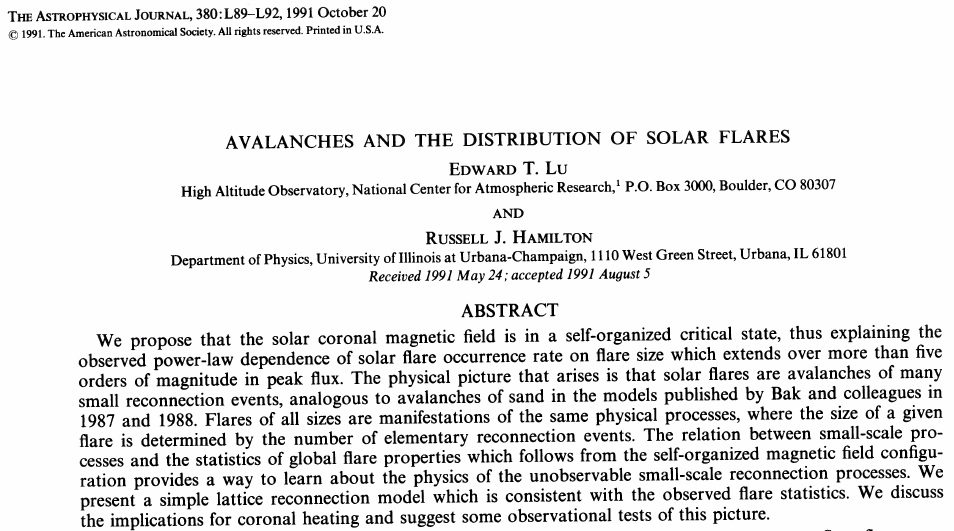 THE ASTROPHYSICAL JOURNAL, 380:L89–L92, 1991 October 20
© 1991. The American Astronomical Society. All rights reserved. Printed in U.S.A.
AVALANCHES AND THE DISTRIBUTION OF SOLAR FLARES
EDWARD T. LU
High Altitude Observatory, National Center for Atmospheric Research,¹ P.O. Box 3000, Boulder, CO 80307
AND
RUSSELL J. HAMILTON
Department of Physics, University of Illinois at Urbana-Champaign, 1110 West Green Street, Urbana, IL 61801
Received 1991 May 24; accepted 1991 August 5
ABSTRACT
We propose that the solar coronal magnetic field is in a self-organized critical state, thus explaining the
observed power-law dependence of solar flare occurrence rate on flare size which extends over more than five
orders of magnitude in peak flux. The physical picture that arises is that solar flares are avalanches of many
small reconnection events, analogous to avalanches of sand in the models published by Bak and colleagues in
1987 and 1988. Flares of all sizes are manifestations of the same physical processes, where the size of a given
flare is determined by the number of elementary reconnection events. The relation between small-scale pro-
cesses and the statistics of global flare properties which follows from the self-organized magnetic field configu-
ration provides a way to learn about the physics of the unobservable small-scale reconnection processes. We
present a simple lattice reconnection model which is consistent with the observed flare statistics. We discuss
the implications for coronal heating and suggest some observational tests of this picture.